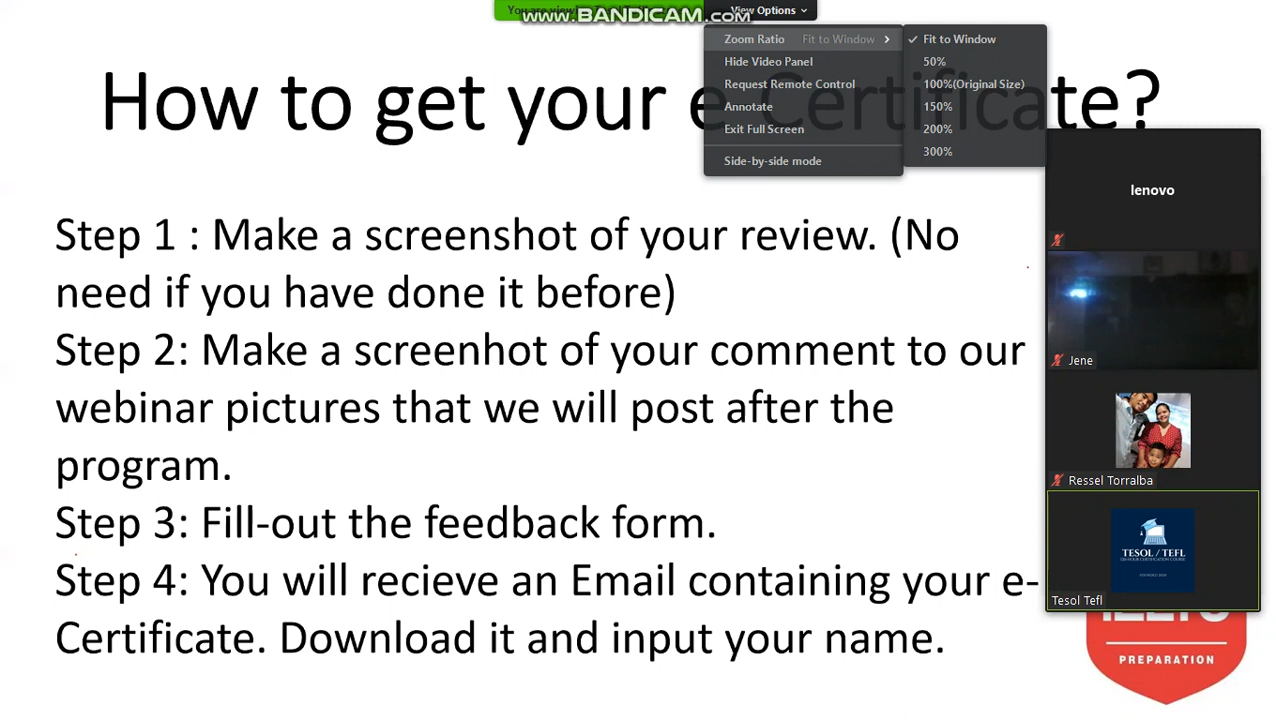 www.BANDICAM.com
View Options
Zoom Ratio Fit to Window
Fit to Window
Hide Video Panel
50%
Request Remote Control
100%(Original Size)
Annotate
150%
Exit Full Screen
200%
300%
Side-by-side mode
How to get your e Certificate?
lenovo
Step 1 : Make a screenshot of your review. (No
need if you have done it before)
Jene
Step 2: Make a screenhot of your comment to our
webinar pictures that we will post after the
program.
Ressel Torralba
Step 3: Fill-out the feedback form.
TESOL / TEFL
Tesol Tefl
Step 4: You will recieve an Email containing your e-
Certificate. Download it and input your name.
IELTS
PREPARATION